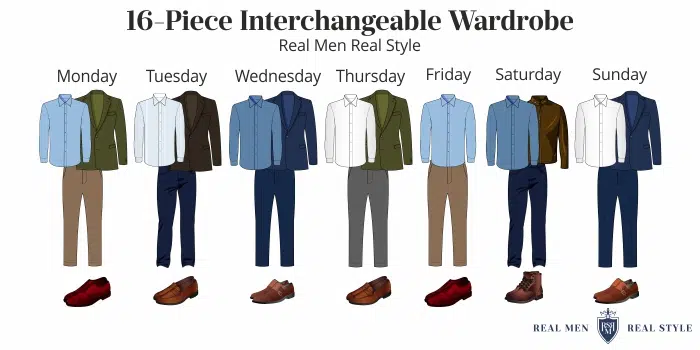 16-Piece Interchangeable Wardrobe
Real Men Real Style
Monday Tuesday Wednesday Thursday Friday Saturday Sunday
REAL MEN REAL STYLE